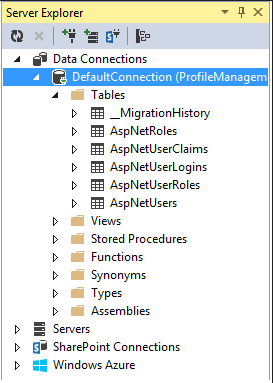 Server Explorer
Data Connections
DefaultConnection (ProfileManagem
Tables
__MigrationHistory
AspNetRoles
AspNetUserClaims
AspNetUserLogins
AspNetUserRoles
AspNetUsers
Views
Stored Procedures
Functions
Synonyms
Types
Assemblies
Servers
SharePoint Connections
Windows Azure